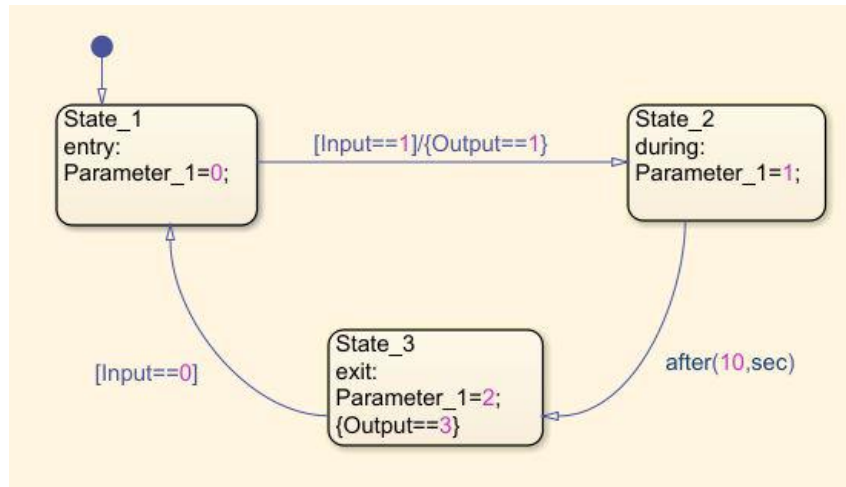 State_1
entry:
Parameter_1=0;
[Input==1]/{Output==1}
State_2
during:
Parameter_1=1;
State_3
exit:
Parameter_1=2;
{Output==3}
[Input==0]
after(10,sec)